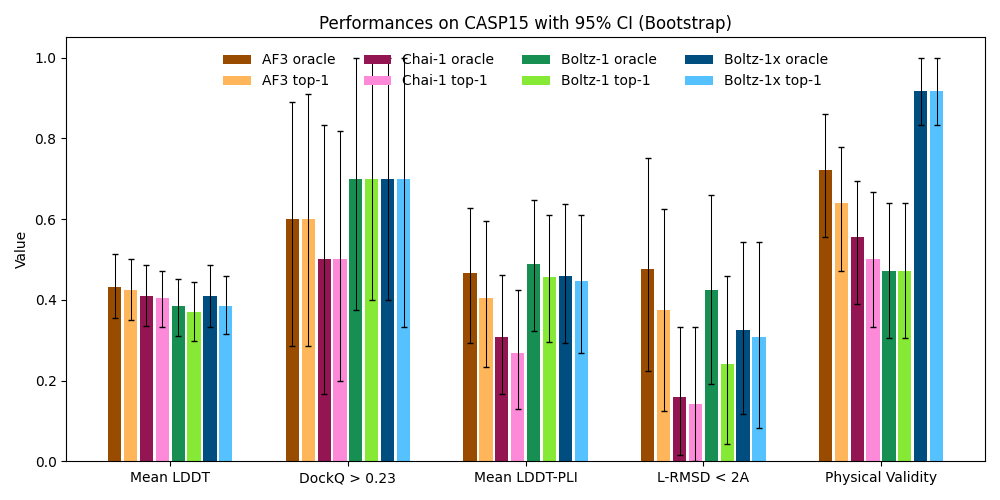 Performances on CASP15 with 95% CI (Bootstrap)
AF3 oracle
AF3 top-1
Chai-1 oracle
Chai-1 top-1
Boltz-1 oracle
Boltz-1 top-1
Boltz-1x oracle
Boltz-1x top-1
Value
1.0
0.8
0.6
0.4
0.2
0.0
Mean LDDT
DockQ > 0.23
Mean LDDT-PLI
L-RMSD < 2A
Physical Validity